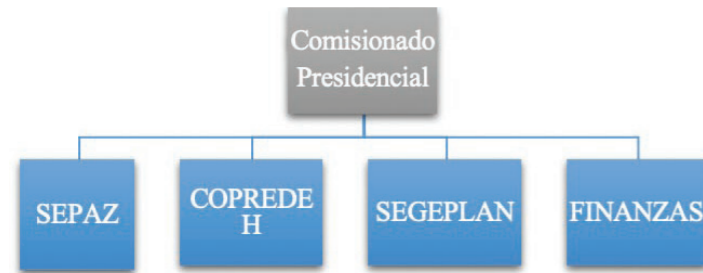 Comisionado
Presidencial
SEPAZ
COPREDE
H
SEGEPLAN
FINANZAS